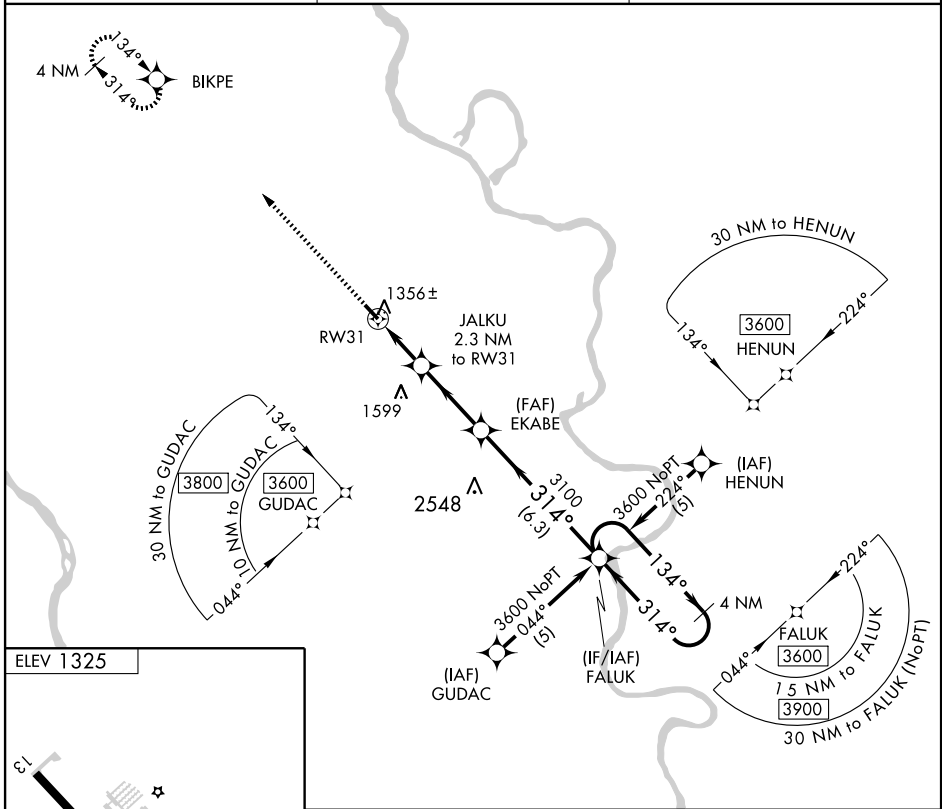 134°
4 NM
314°
BIKPE
30 NM to HENUN
3600
HENUN
134°
224°
1356±
RW31
JALKU
2.3 NM
to RW31
1599
(FAF)
EKABE
2548
30 NM to GUDAC
3800
10 NM to GUDAC
3600
GUDAC
134°
044°
3100
314°
(6.3)
3600 NoPT
224°
(5)
(IAF)
HENUN
134°
314°
4 NM
3600 NoPT
044°
(5)
(IAF)
GUDAC
(IF/IAF)
FALUK
224°
044°
FALUK
3600
15 NM to FALUK
3900
30 NM to FALUK (NoPT)
ELEV 1325
13